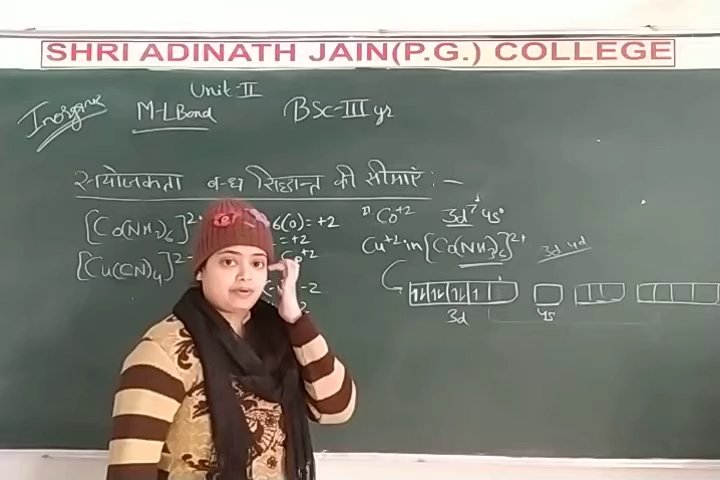 SHRI ADINATH JAIN(P.G.) COLLEGE
Unit-II
Inorganic M-L Bond BSc-III yr
संयोजकता बन्ध सिद्धान्त की सीमाएं :-
[Co(NH3)6]2+ 6(0) = +2
= +2
[Cu(CN)4]2- Co+2
-2
Co+2 3d7 4s0
Cu+2 in [Co(NH3)6]2+ 3d 4d
3d 4s